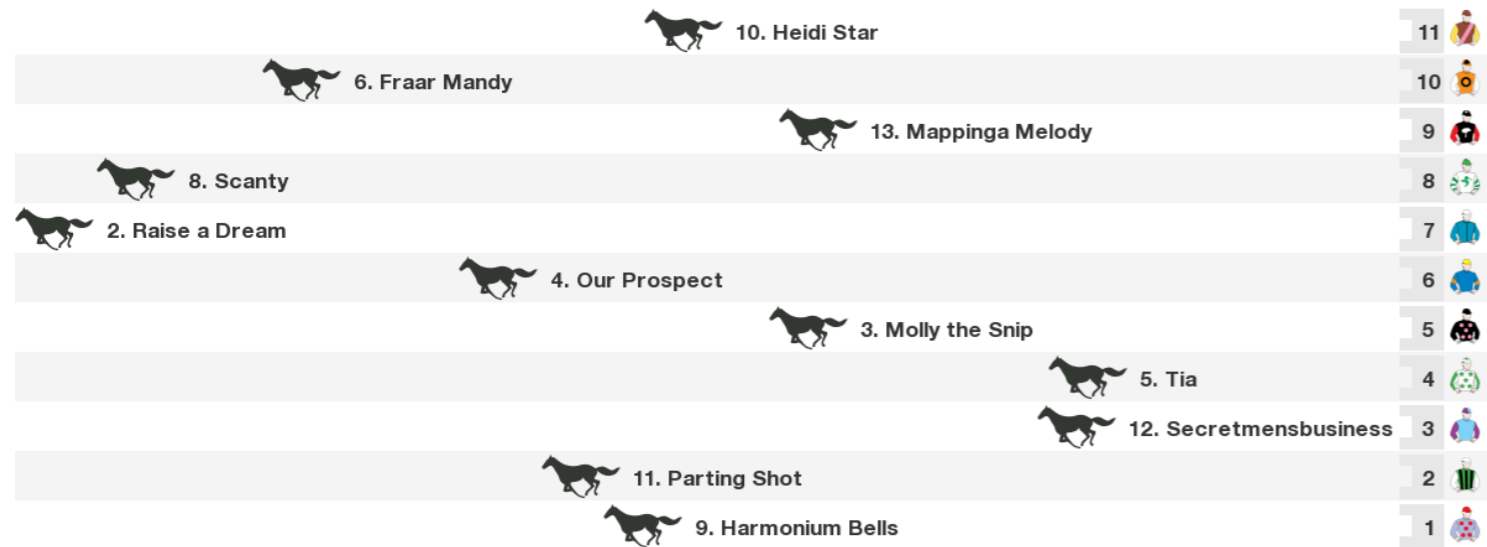 10. Heidi Star 11
6. Fraar Mandy 10
13. Mappinga Melody 9
8. Scanty 8
2. Raise a Dream 7
4. Our Prospect 6
3. Molly the Snip 5
5. Tia 4
12. Secretmensbusiness 3
11. Parting Shot 2
9. Harmonium Bells 1